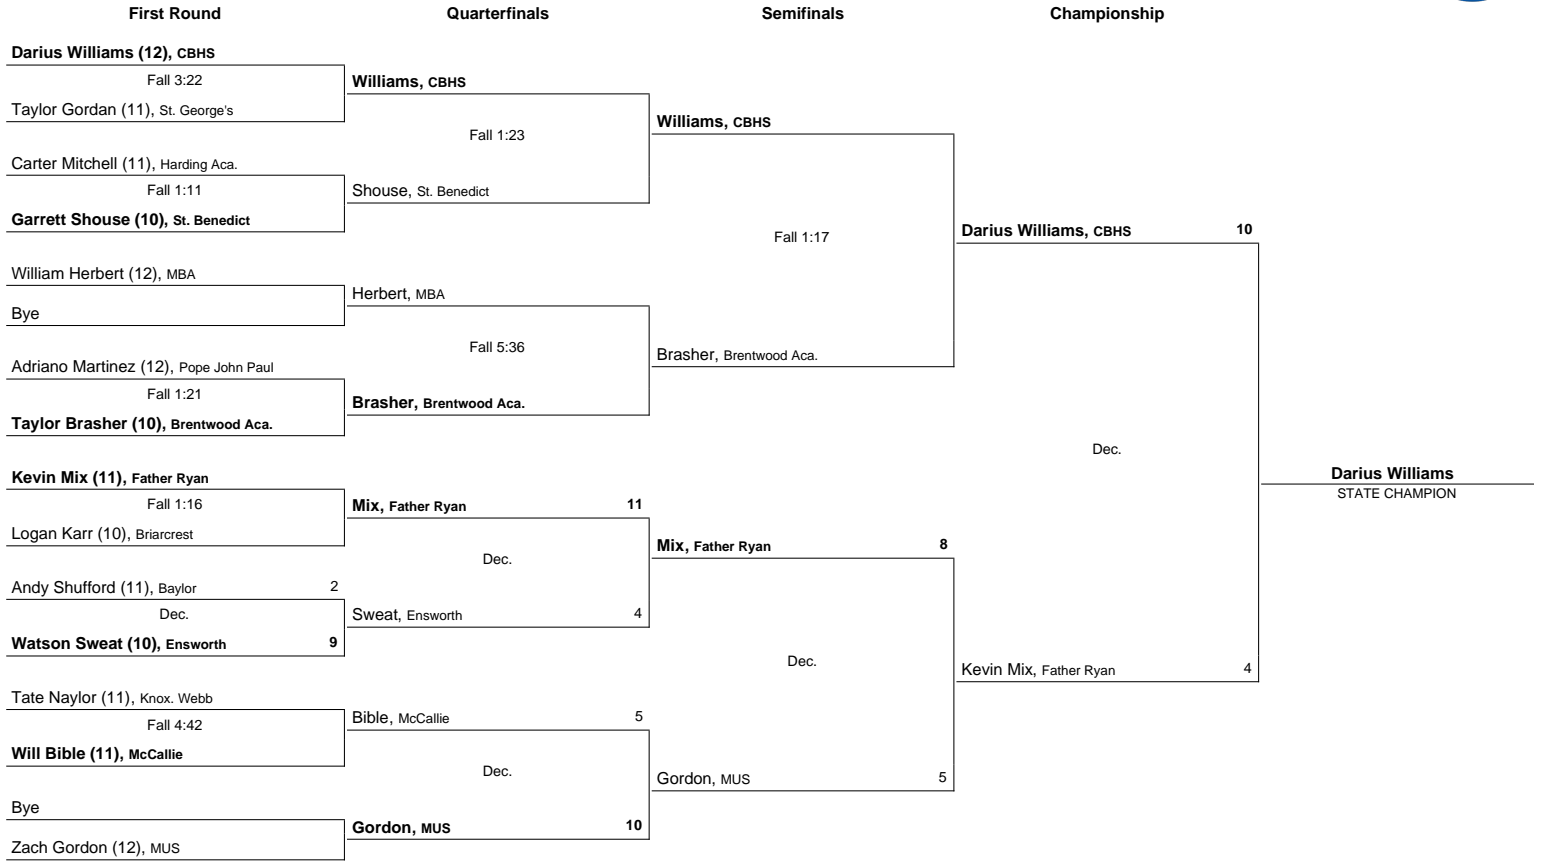 First Round
Quarterfinals
Semifinals
Championship
Darius Williams (12), CBHS
Fall 3:22
Taylor Gordan (11), St. George's
Carter Mitchell (11), Harding Aca.
Fall 1:11
Garrett Shouse (10), St. Benedict
William Herbert (12), MBA
Bye
Adriano Martinez (12), Pope John Paul
Fall 1:21
Taylor Brasher (10), Brentwood Aca.
Kevin Mix (11), Father Ryan
Fall 1:16
Logan Karr (10), Briarcrest
Andy Shufford (11), Baylor 2
Dec.
Watson Sweat (10), Ensworth 9
Tate Naylor (11), Knox. Webb
Fall 4:42
Will Bible (11), McCallie
Bye
Zach Gordon (12), MUS
Williams, CBHS
Fall 1:23
Shouse, St. Benedict
Herbert, MBA
Fall 5:36
Brasher, Brentwood Aca.
Mix, Father Ryan 11
Dec.
Sweat, Ensworth 4
Bible, McCallie 5
Dec.
Gordon, MUS 10
Williams, CBHS
Fall 1:17
Brasher, Brentwood Aca.
Mix, Father Ryan 8
Dec.
Gordon, MUS 5
Darius Williams, CBHS 10
Dec.
Kevin Mix, Father Ryan 4
Darius Williams
STATE CHAMPION